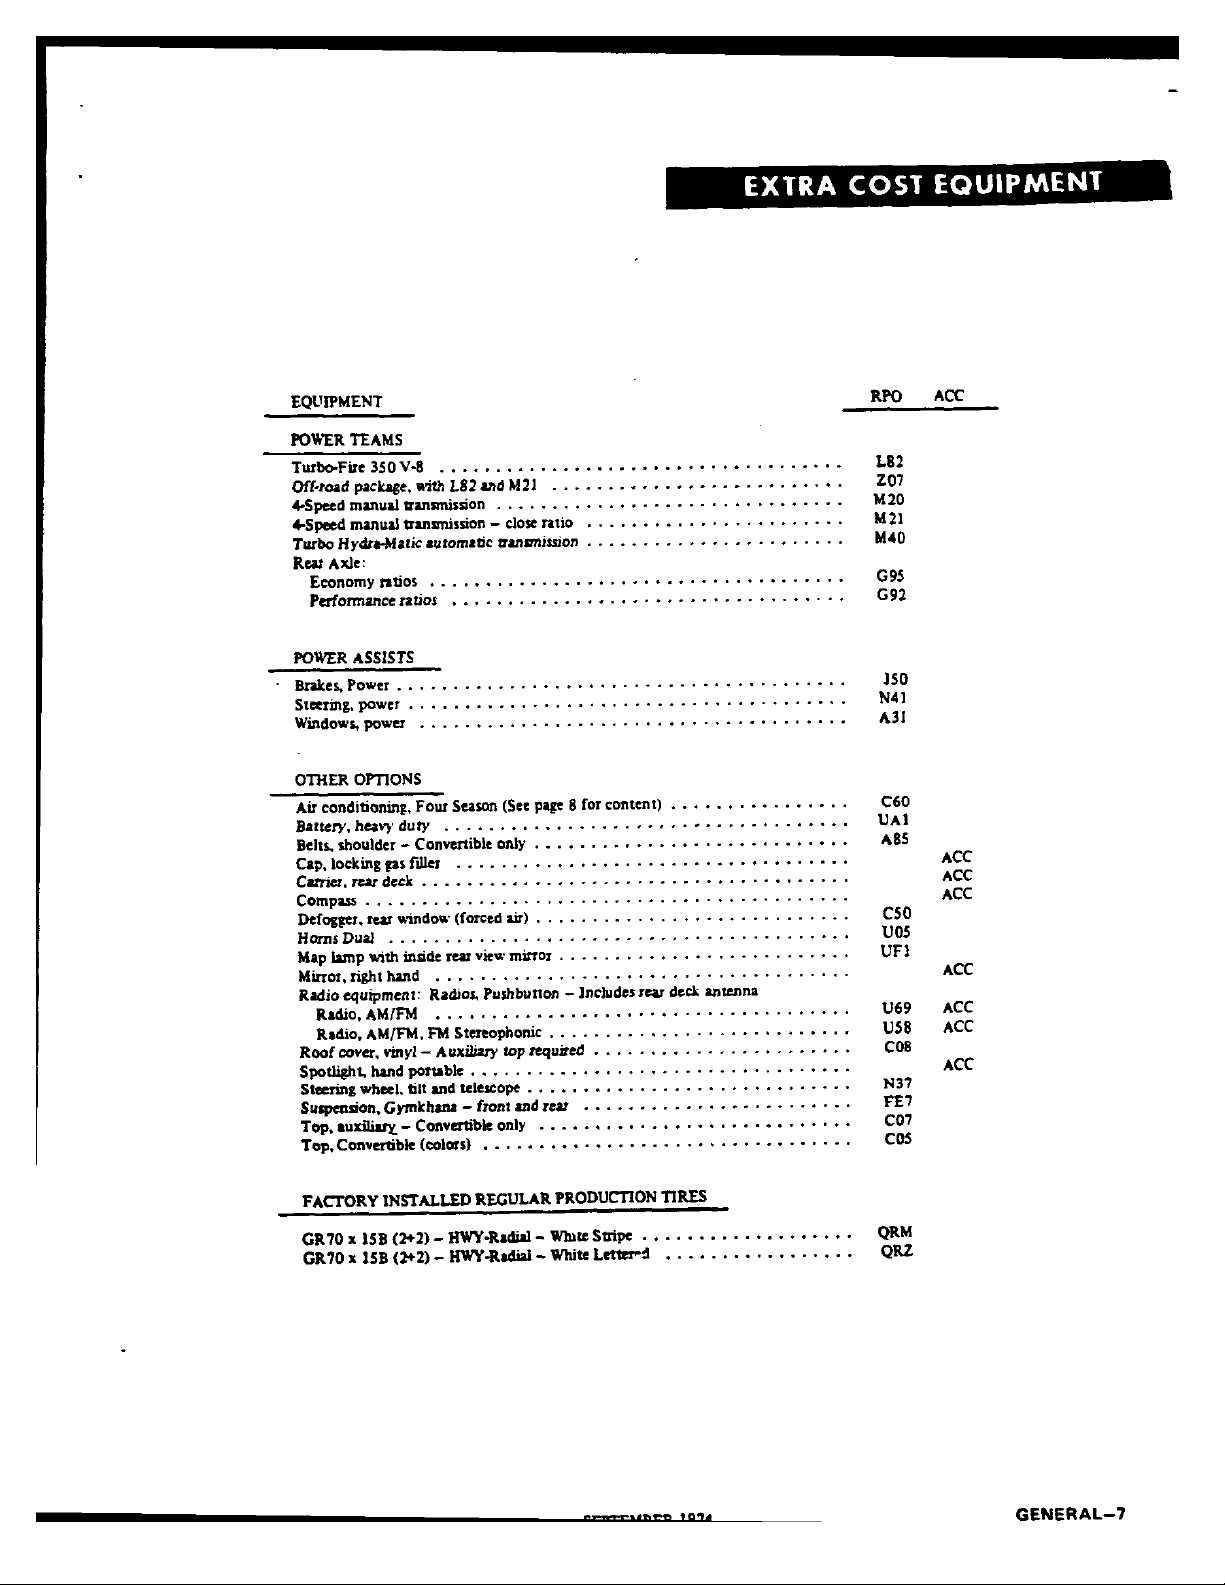 EXTRA COST EQUIPMENT
EQUIPMENT RPO ACC
POWER TEAMS
Turbo-Fire 350 V-8 . . . . . . . . . . . . . . . . . . . . L82
Off-road package, with L82 and M21 . . . . . . . . . . . . . . . . . . . . Z07
4-Speed manual transmission . . . . . . . . . . . . . . . . . . . . M20
4-Speed manual transmission – close ratio . . . . . . . . . . . . . . . . . . . . M21
Turbo Hydra-Matic automatic transmission . . . . . . . . . . . . . . . . . . . . M40
Rear Axle:
Economy ratios . . . . . . . . . . . . . . . . . . . . G95
Performance ratios . . . . . . . . . . . . . . . . . . . . G92
POWER ASSISTS
Brakes, Power . . . . . . . . . . . . . . . . . . . . J50
Steering, power . . . . . . . . . . . . . . . . . . . . N41
Windows, power . . . . . . . . . . . . . . . . . . . . A31
OTHER OPTIONS
Air conditioning, Four Season (See page 8 for content) . . . . . . . . . . . . . . . . C60
Battery, heavy duty . . . . . . . . . . . . . . . . . . . . UA1
Belts, shoulder – Convertible only . . . . . . . . . . . . . . . . . . . . A85
Cap, locking gas filler . . . . . . . . . . . . . . . . . . . . ACC
Carrier, rear deck . . . . . . . . . . . . . . . . . . . . ACC
Compass . . . . . . . . . . . . . . . . . . . . ACC
Defogger, rear window (forced air) . . . . . . . . . . . . . . . . . . . . C50
Horns Dual . . . . . . . . . . . . . . . . . . . . U05
Map lamp with inside rear view mirror . . . . . . . . . . . . . . . . . . . . UF1
Mirror, right hand . . . . . . . . . . . . . . . . . . . . ACC
Radio equipment: Radios, Pushbutton – Includes rear deck antenna
Radio, AM/FM . . . . . . . . . . . . . . . . . . . . U69 ACC
Radio, AM/FM, FM Stereophonic . . . . . . . . . . . . . . . . . . . . U58 ACC
Roof cover, vinyl – Auxiliary top required . . . . . . . . . . . . . . . . . . . . C08
Spotlight, hand portable . . . . . . . . . . . . . . . . . . . . ACC
Steering wheel, tilt and telescope . . . . . . . . . . . . . . . . . . . . N37
Suspension, Gymkhana – front and rear . . . . . . . . . . . . . . . . . . . . FE7
Top, auxiliary – Convertible only . . . . . . . . . . . . . . . . . . . . C07
Top, Convertible (colors) . . . . . . . . . . . . . . . . . . . . C05
FACTORY INSTALLED REGULAR PRODUCTION TIRES
GR70 x 15B (2+2) – HWY-Radial – White Stripe . . . . . . . . . . . . . . . . . . . QRM
GR70 x 15B (2+2) – HWY-Radial – White Lettered . . . . . . . . . . . . . . . . . QRZ
SEPTEMBER 1974
GENERAL–7